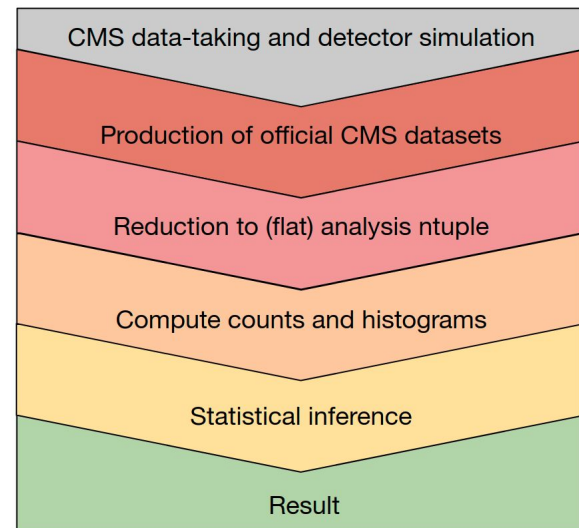 CMS data-taking and detector simulation
Production of official CMS datasets
Reduction to (flat) analysis ntuple
Compute counts and histograms
Statistical inference
Result